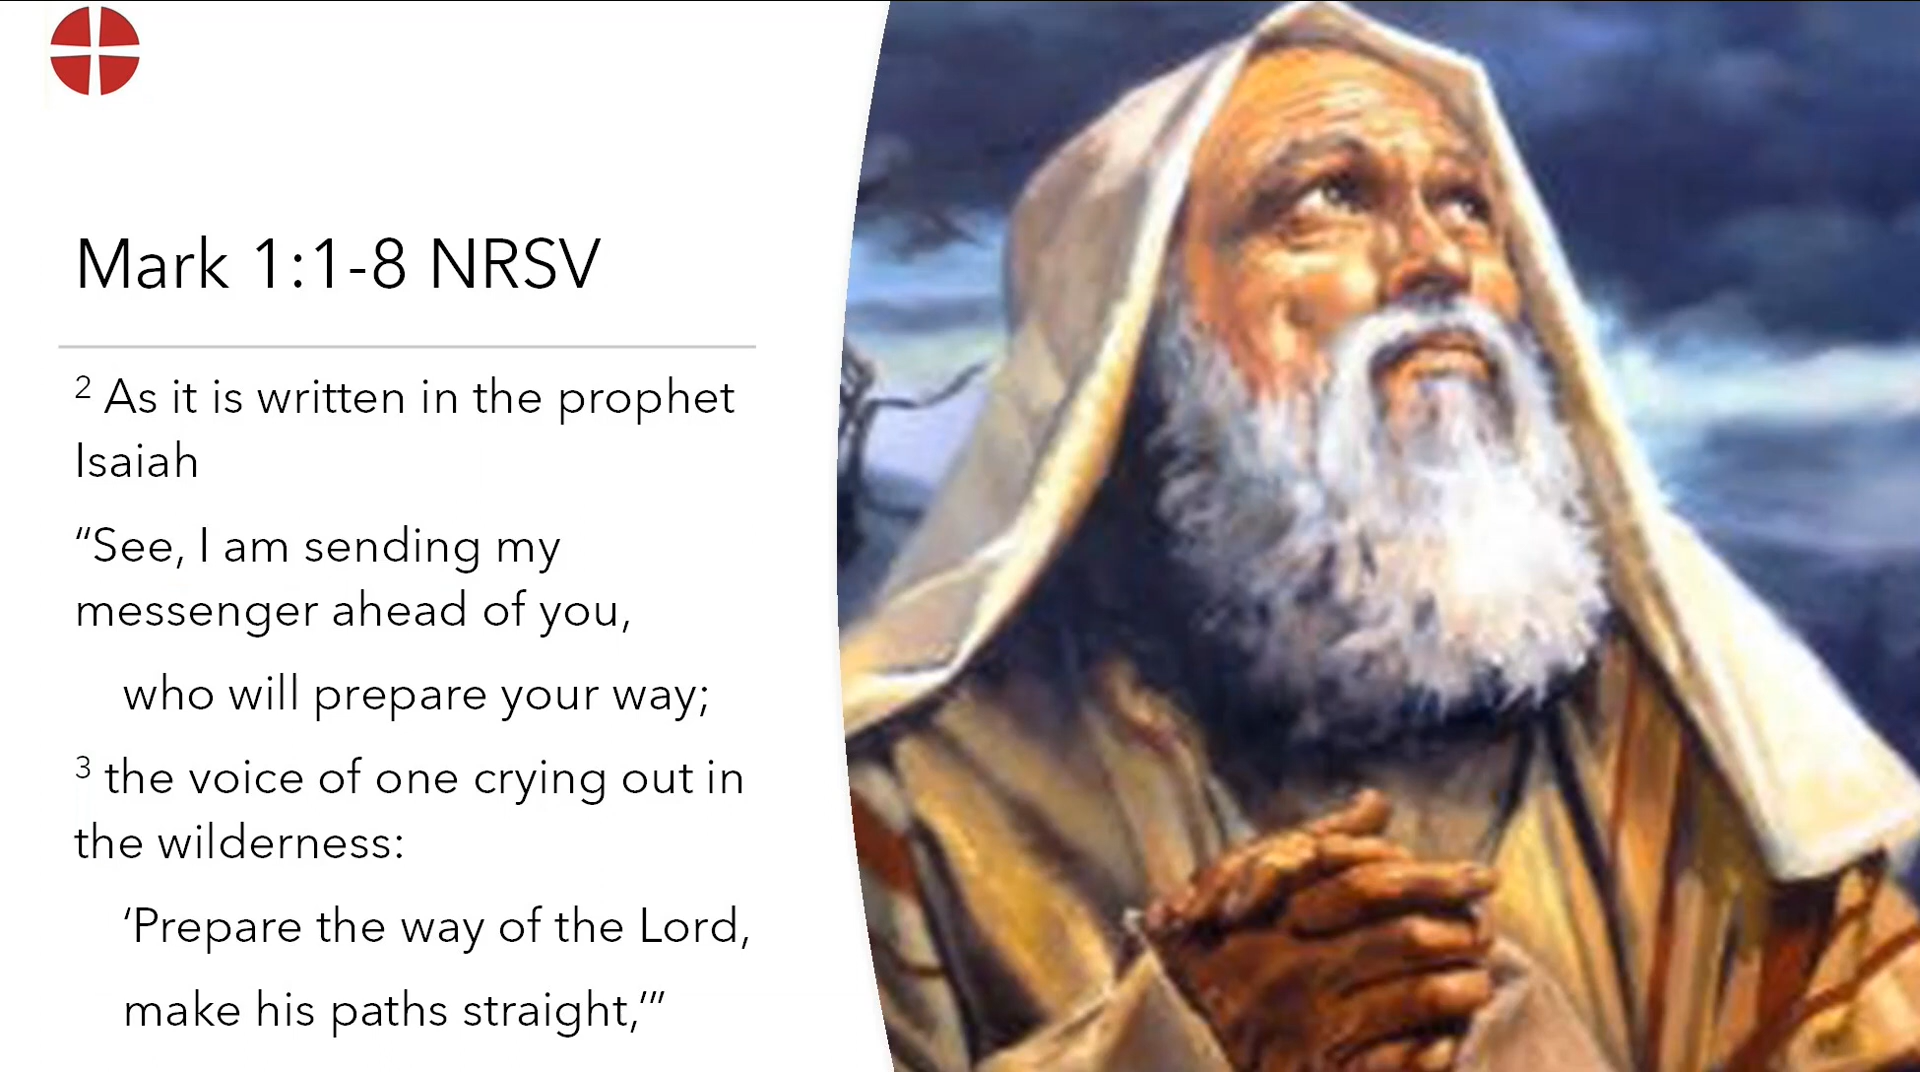 Mark 1:1-8 NRSV
2 As it is written in the prophet
Isaiah
“See, I am sending my
messenger ahead of you,
who will prepare your way;
3 the voice of one crying out in
the wilderness:
‘Prepare the way of the Lord,
make his paths straight,’”